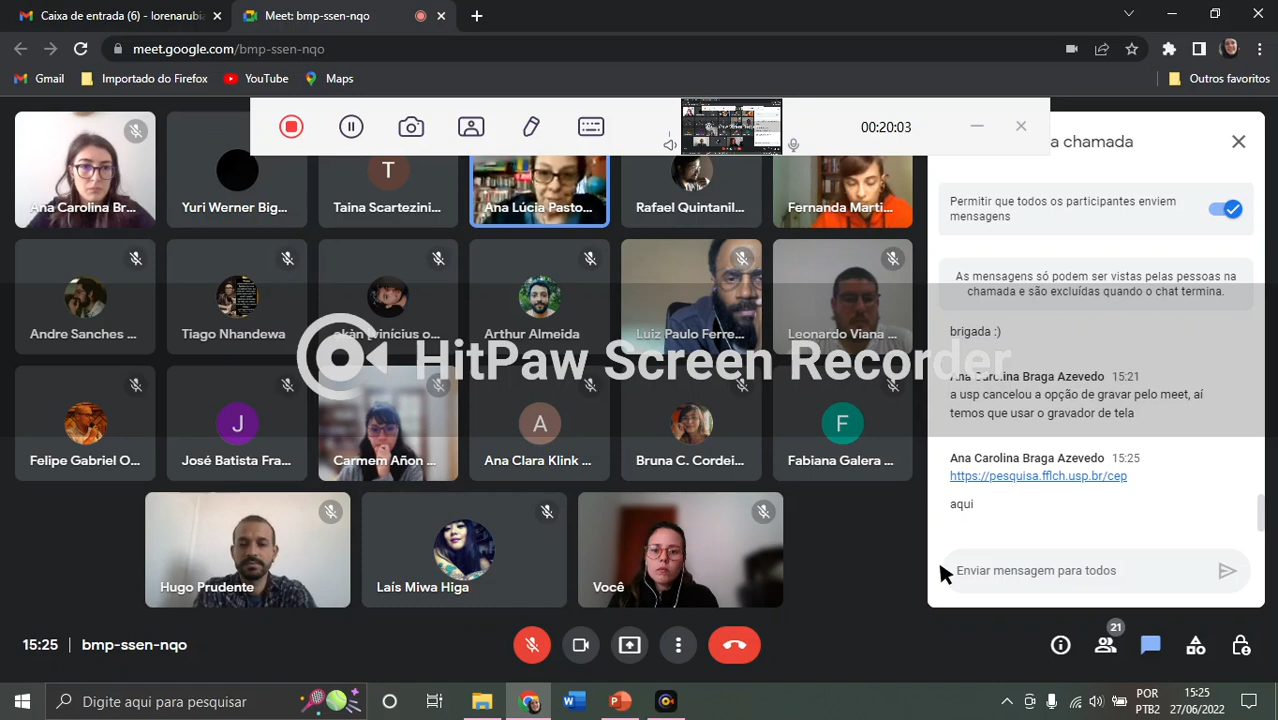 Caixa de entrada (6) - lorenarubia
Meet: bmp-ssen-nqo
meet.google.com/bmp-ssen-nqo
Gmail
Importado do Firefox
YouTube
Maps
Outros favoritos
00:20:03
a chamada
Ana Carolina Br...
Yuri Werner Big...
T
Taina Scartezini...
Ana Lúcia Pasto...
Rafael Quintanil...
Fernanda Marti...
Permitir que todos os participantes enviem
mensagens
Andre Sanches ...
Tiago Nhandewa
Arthur Almeida
Luiz Paulo Ferre...
Leonardo Viana ...
As mensagens só podem ser vistas pelas pessoas na
chamada e são excluídas quando o chat termina.
brigada :)
HitPaw Screen Recorder
Ana Carolina Braga Azevedo 15:21
a usp cancelou a opção de gravar pelo meet, aí
temos que usar o gravador de tela
Felipe Gabriel O...
J
José Batista Fra...
Carmem Añon ...
A
Ana Clara Klink ...
Bruna C. Cordei...
F
Fabiana Galera ...
Ana Carolina Braga Azevedo 15:25
https://pesquisa.fflch.usp.br/cep
aqui
Hugo Prudente
Laís Miwa Higa
Você
Enviar mensagem para todos
15:25 | bmp-ssen-nqo
21
Digite aqui para pesquisar
POR
PTB2
15:25
27/06/2022